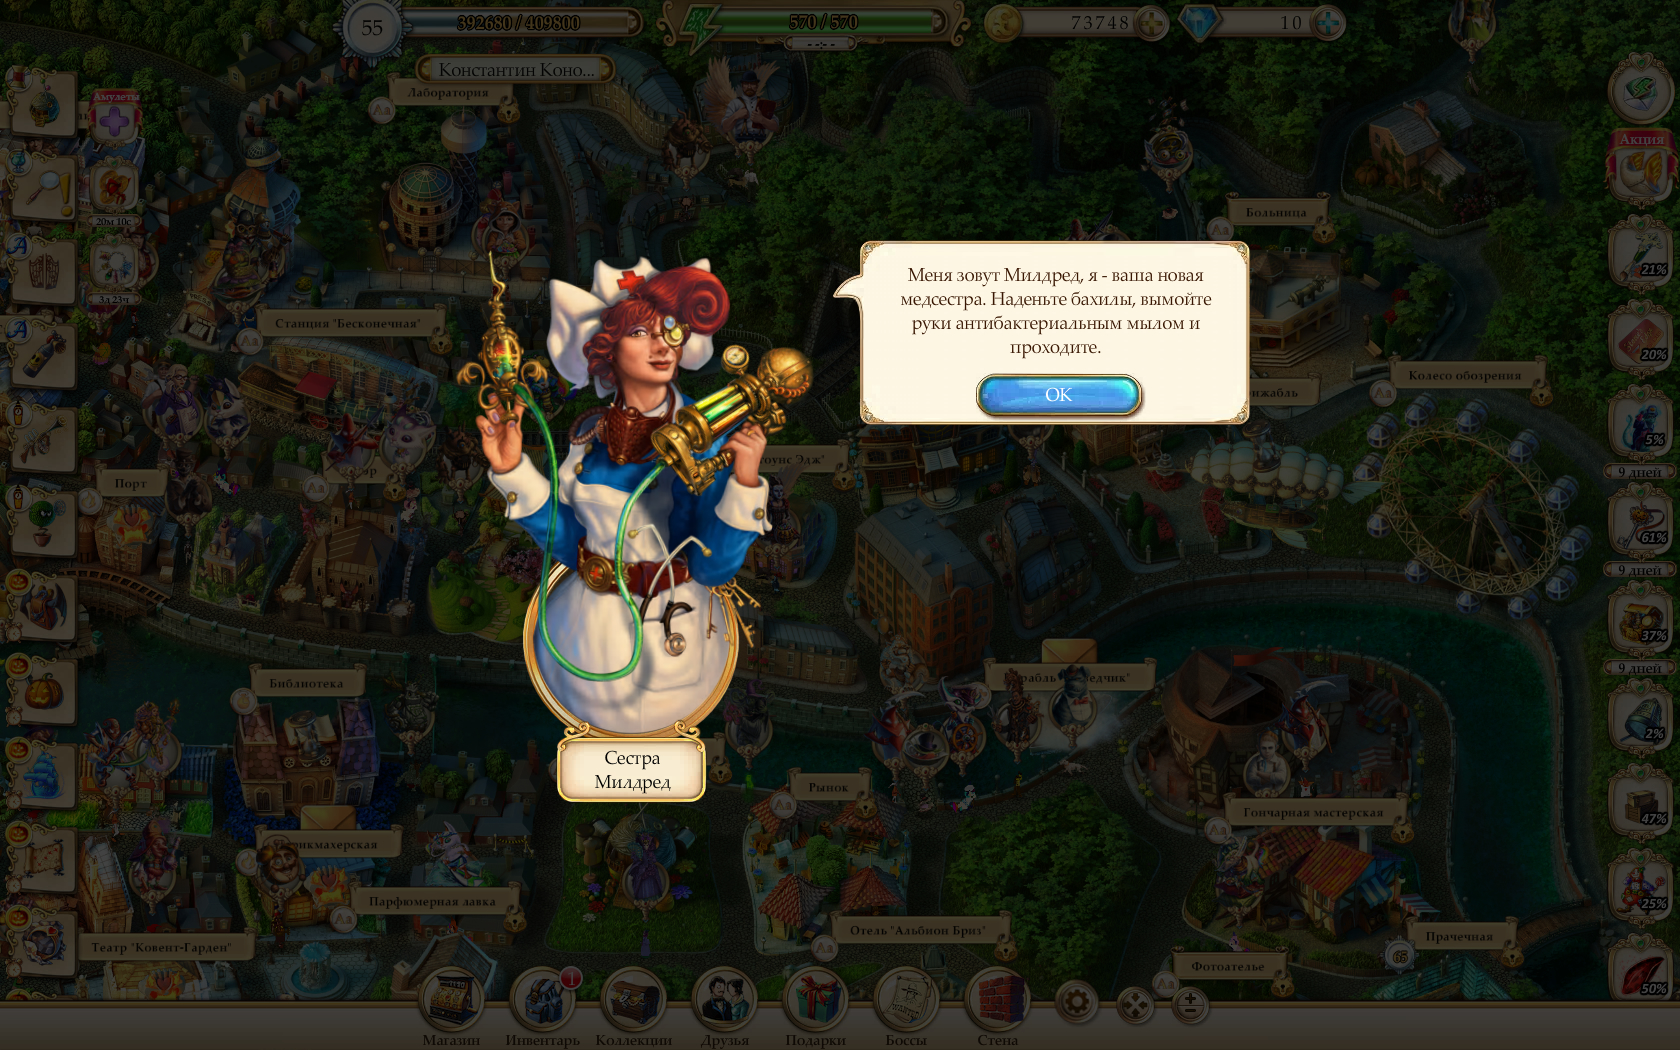 55
392680 / 409800
570 / 570
--:--
73748
10
Константин Коно...
Лаборатория
Амулеты
20м 10с
3д 23ч
Акция
Больница
Меня зовут Милдред, я - ваша новая
медсестра. Наденьте бахилы, вымойте
руки антибактериальным мылом и
проходите.
OK
21%
Станция "Бесконечная"
20%
Колесо обозрения
5%
9 дней
Порт
61%
9 дней
37%
9 дней
Библиотека
2%
Сестра
Милдред
Рынок
47%
Гончарная мастерская
Парфюмерная лавка
25%
Отель "Альбион Бриз"
Прачечная
Театр "Ковент-Гарден"
65
Фотоателье
50%
1
Магазин
Инвентарь
Коллекции
Друзья
Подарки
Боссы
Стена